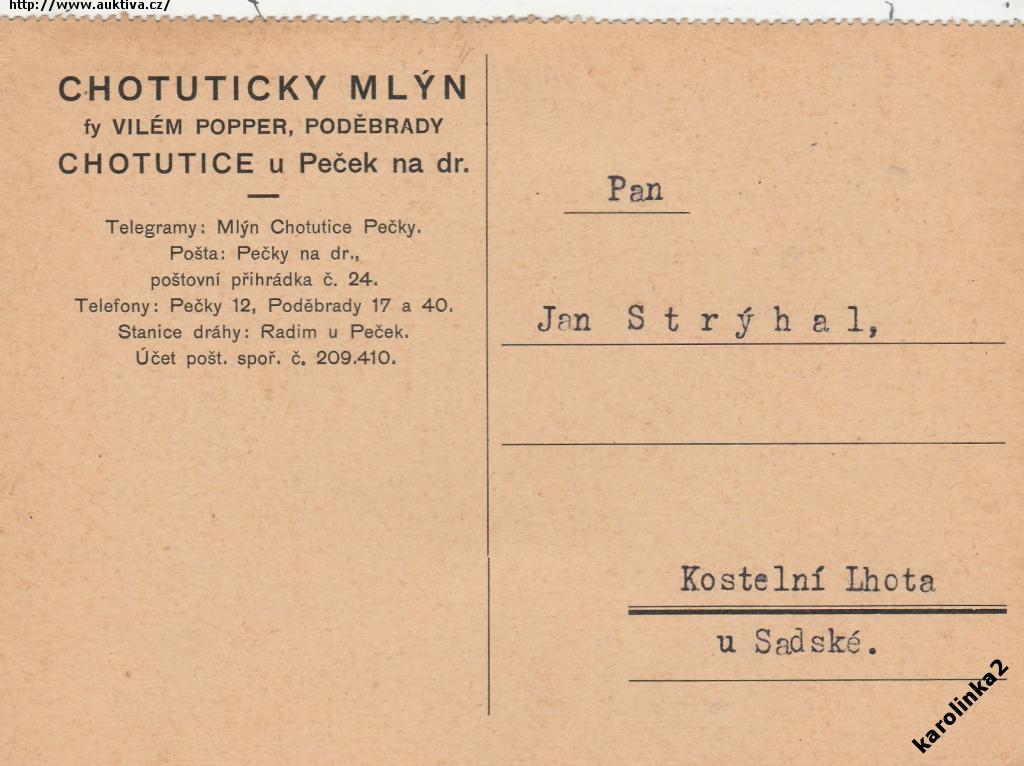 http://www.auktiva.cz/
CHOTUTICKY MLÝN
fy VILÉM POPPER, PODĚBRADY
CHOTUTICE u Peček na dr.
Telegramy: Mlýn Chotutice Pečky.
Pošta: Pečky na dr.,
poštovní přihrádka č. 24.
Telefony: Pečky 12, Poděbrady 17 a 40.
Stanice dráhy: Radim u Peček.
Účet pošt. spoř. č. 209.410.
Pan
Jan Strýhal,
Kostelní Lhota
u Sadské.
karolinka2